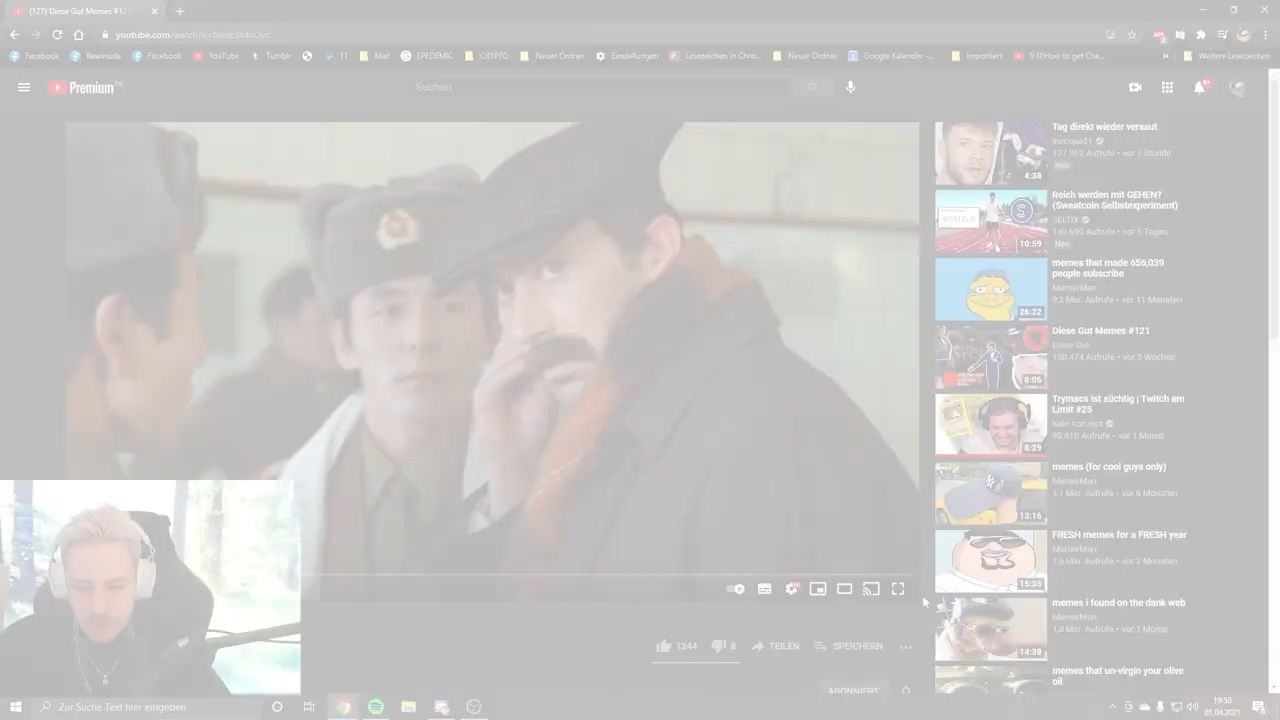 (127) Diese Gut Memes #12
youtube.com
Facebook
Rewinside
Facebook
YouTube
Tumblr
11
Mail
EPEDEMIC
CRYPTO
Neuer Ordner
Einstellungen
Lesezeichen in Chro...
Neuer Ordner
Google Kalender -...
Importiert
5:10How to get Che...
Weitere Lesezeichen
Premium DE
Suchen
9+
Tag direkt wieder versaut
inscope21
127.952 Aufrufe • vor 1 Stunde
Neu
4:38
Reich werden mit GEHEN?
(Sweatcoin Selbstexperiment)
SELTIX
149.690 Aufrufe • vor 5 Tagen
Neu
10:59
memes that made 656,039
people subscribe
MemerMan
9,2 Mio. Aufrufe • vor 11 Monaten
26:22
Diese Gut Memes #121
Diese Gut
150.474 Aufrufe • vor 3 Wochen
8:06
Trymacs ist süchtig | Twitch am
Limit #25
Kein Konzept
90.810 Aufrufe • vor 1 Monat
8:29
memes (for cool guys only)
MemerMan
4,1 Mio. Aufrufe • vor 6 Monaten
13:16
FRESH memes for a FRESH year
MemerMan
1,5 Mio. Aufrufe • vor 2 Monaten
15:35
memes i found on the dank web
MemerMan
1,8 Mio. Aufrufe • vor 1 Monat
14:38
memes that un-virgin your olive
oil
1244
8
TEILEN
SPEICHERN
ABONNIERT
Zur Suche Text hier eingeben
19:50
01.04.2021